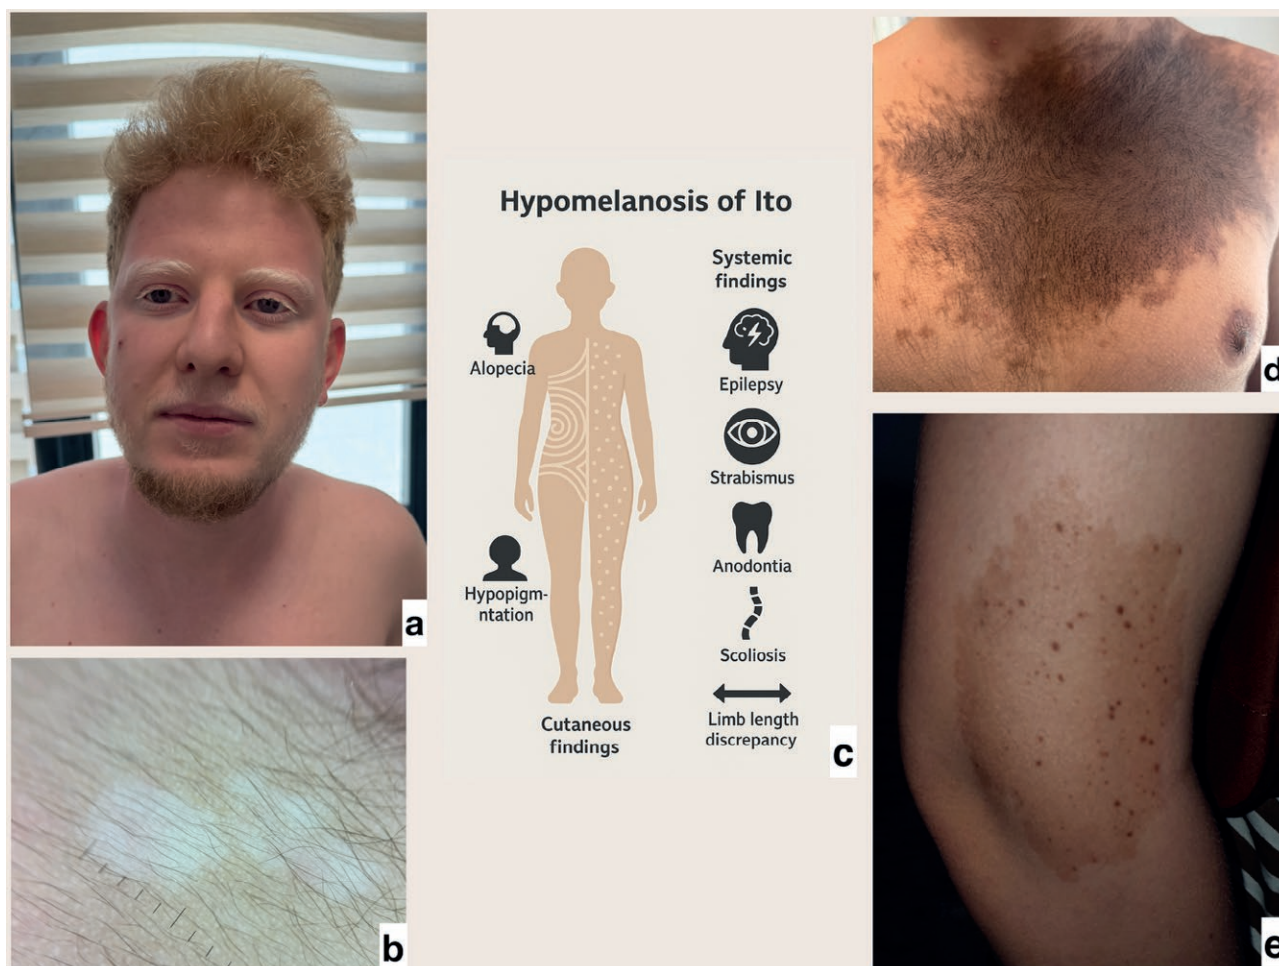 Hypomelanosis of Ito
Systemic
findings
Alopecia
Epilepsy
Strabismus
Hypopigm-
ntation
Anodontia
Scoliosis
Cutaneous
findings
Limb length
discrepancy
a
b
c
d
e